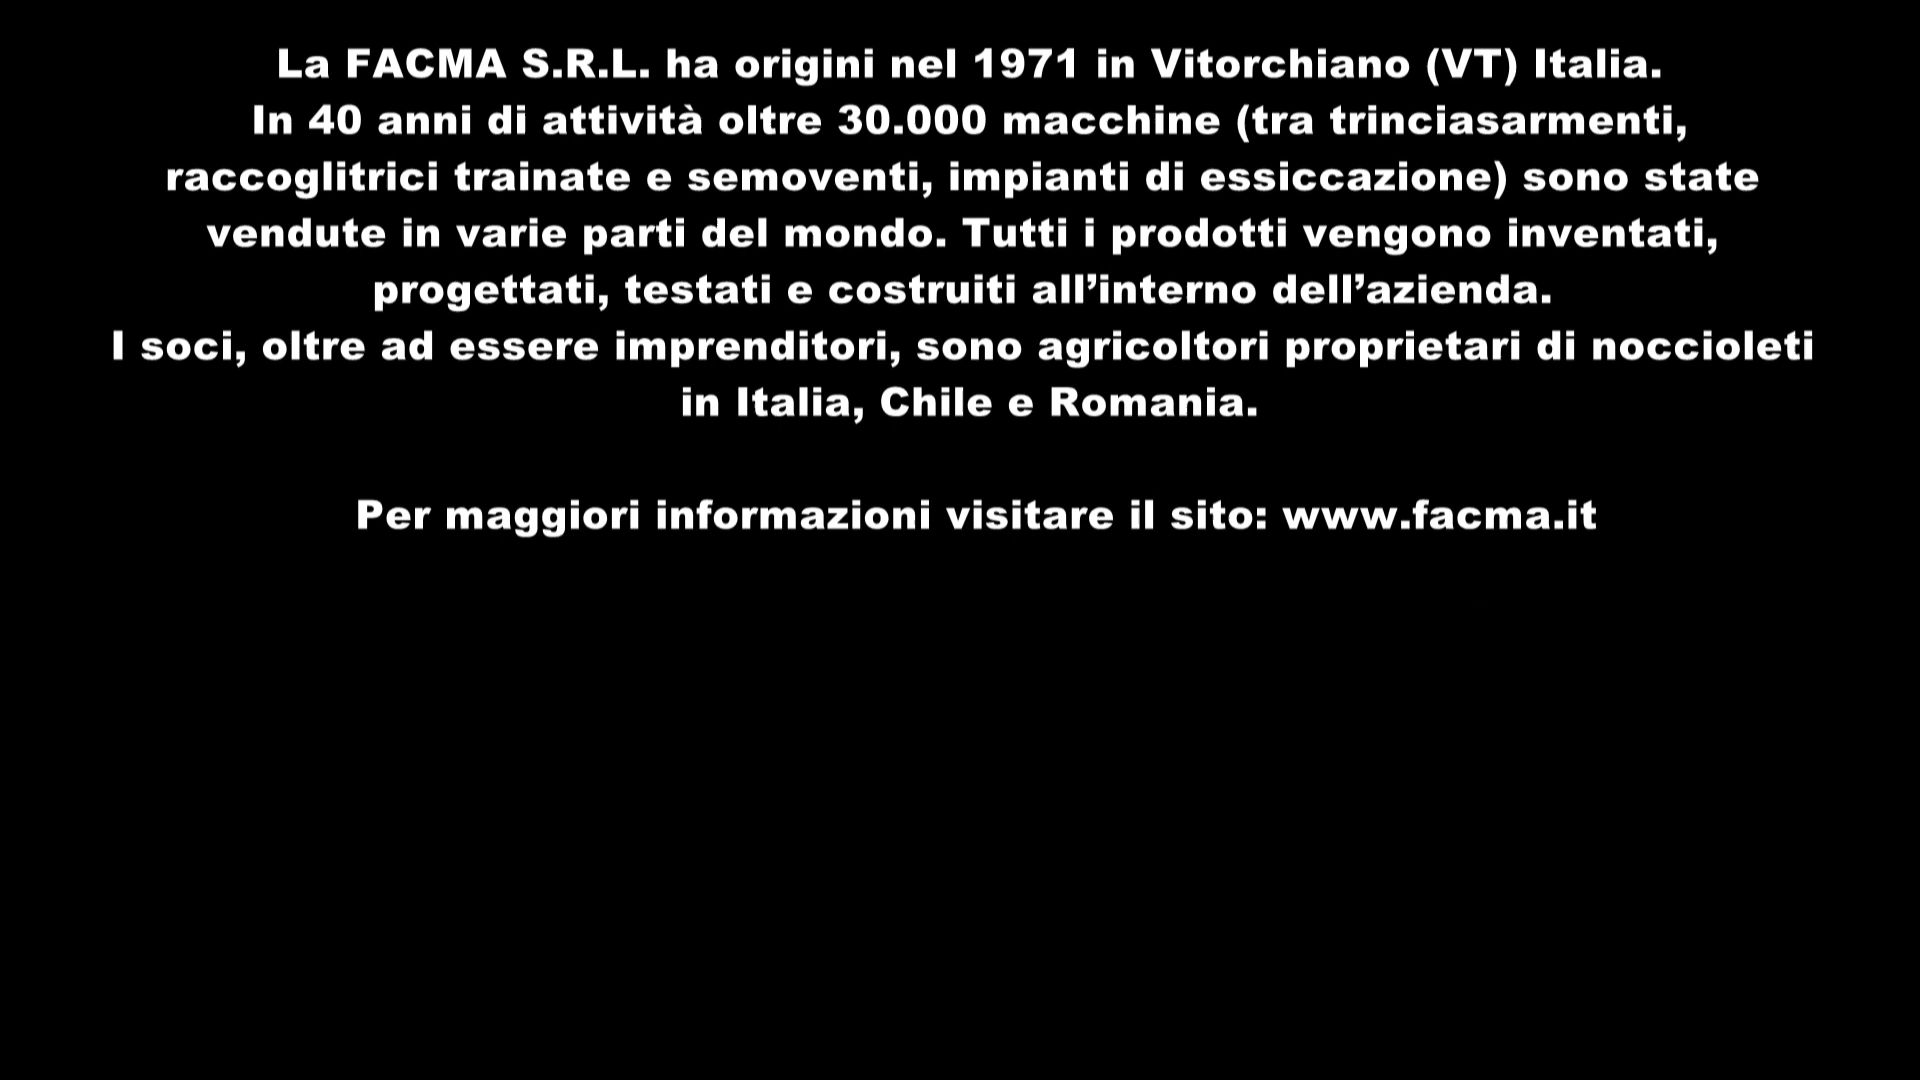 La FACMA S.R.L. ha origini nel 1971 in Vitorchiano (VT) Italia.
In 40 anni di attività oltre 30.000 macchine (tra trinciasarmenti,
raccoglitrici trainate e semoventi, impianti di essiccazione) sono state
vendute in varie parti del mondo. Tutti i prodotti vengono inventati,
progettati, testati e costruiti all’interno dell’azienda.
I soci, oltre ad essere imprenditori, sono agricoltori proprietari di noccioleti
in Italia, Chile e Romania.
Per maggiori informazioni visitare il sito: www.facma.it